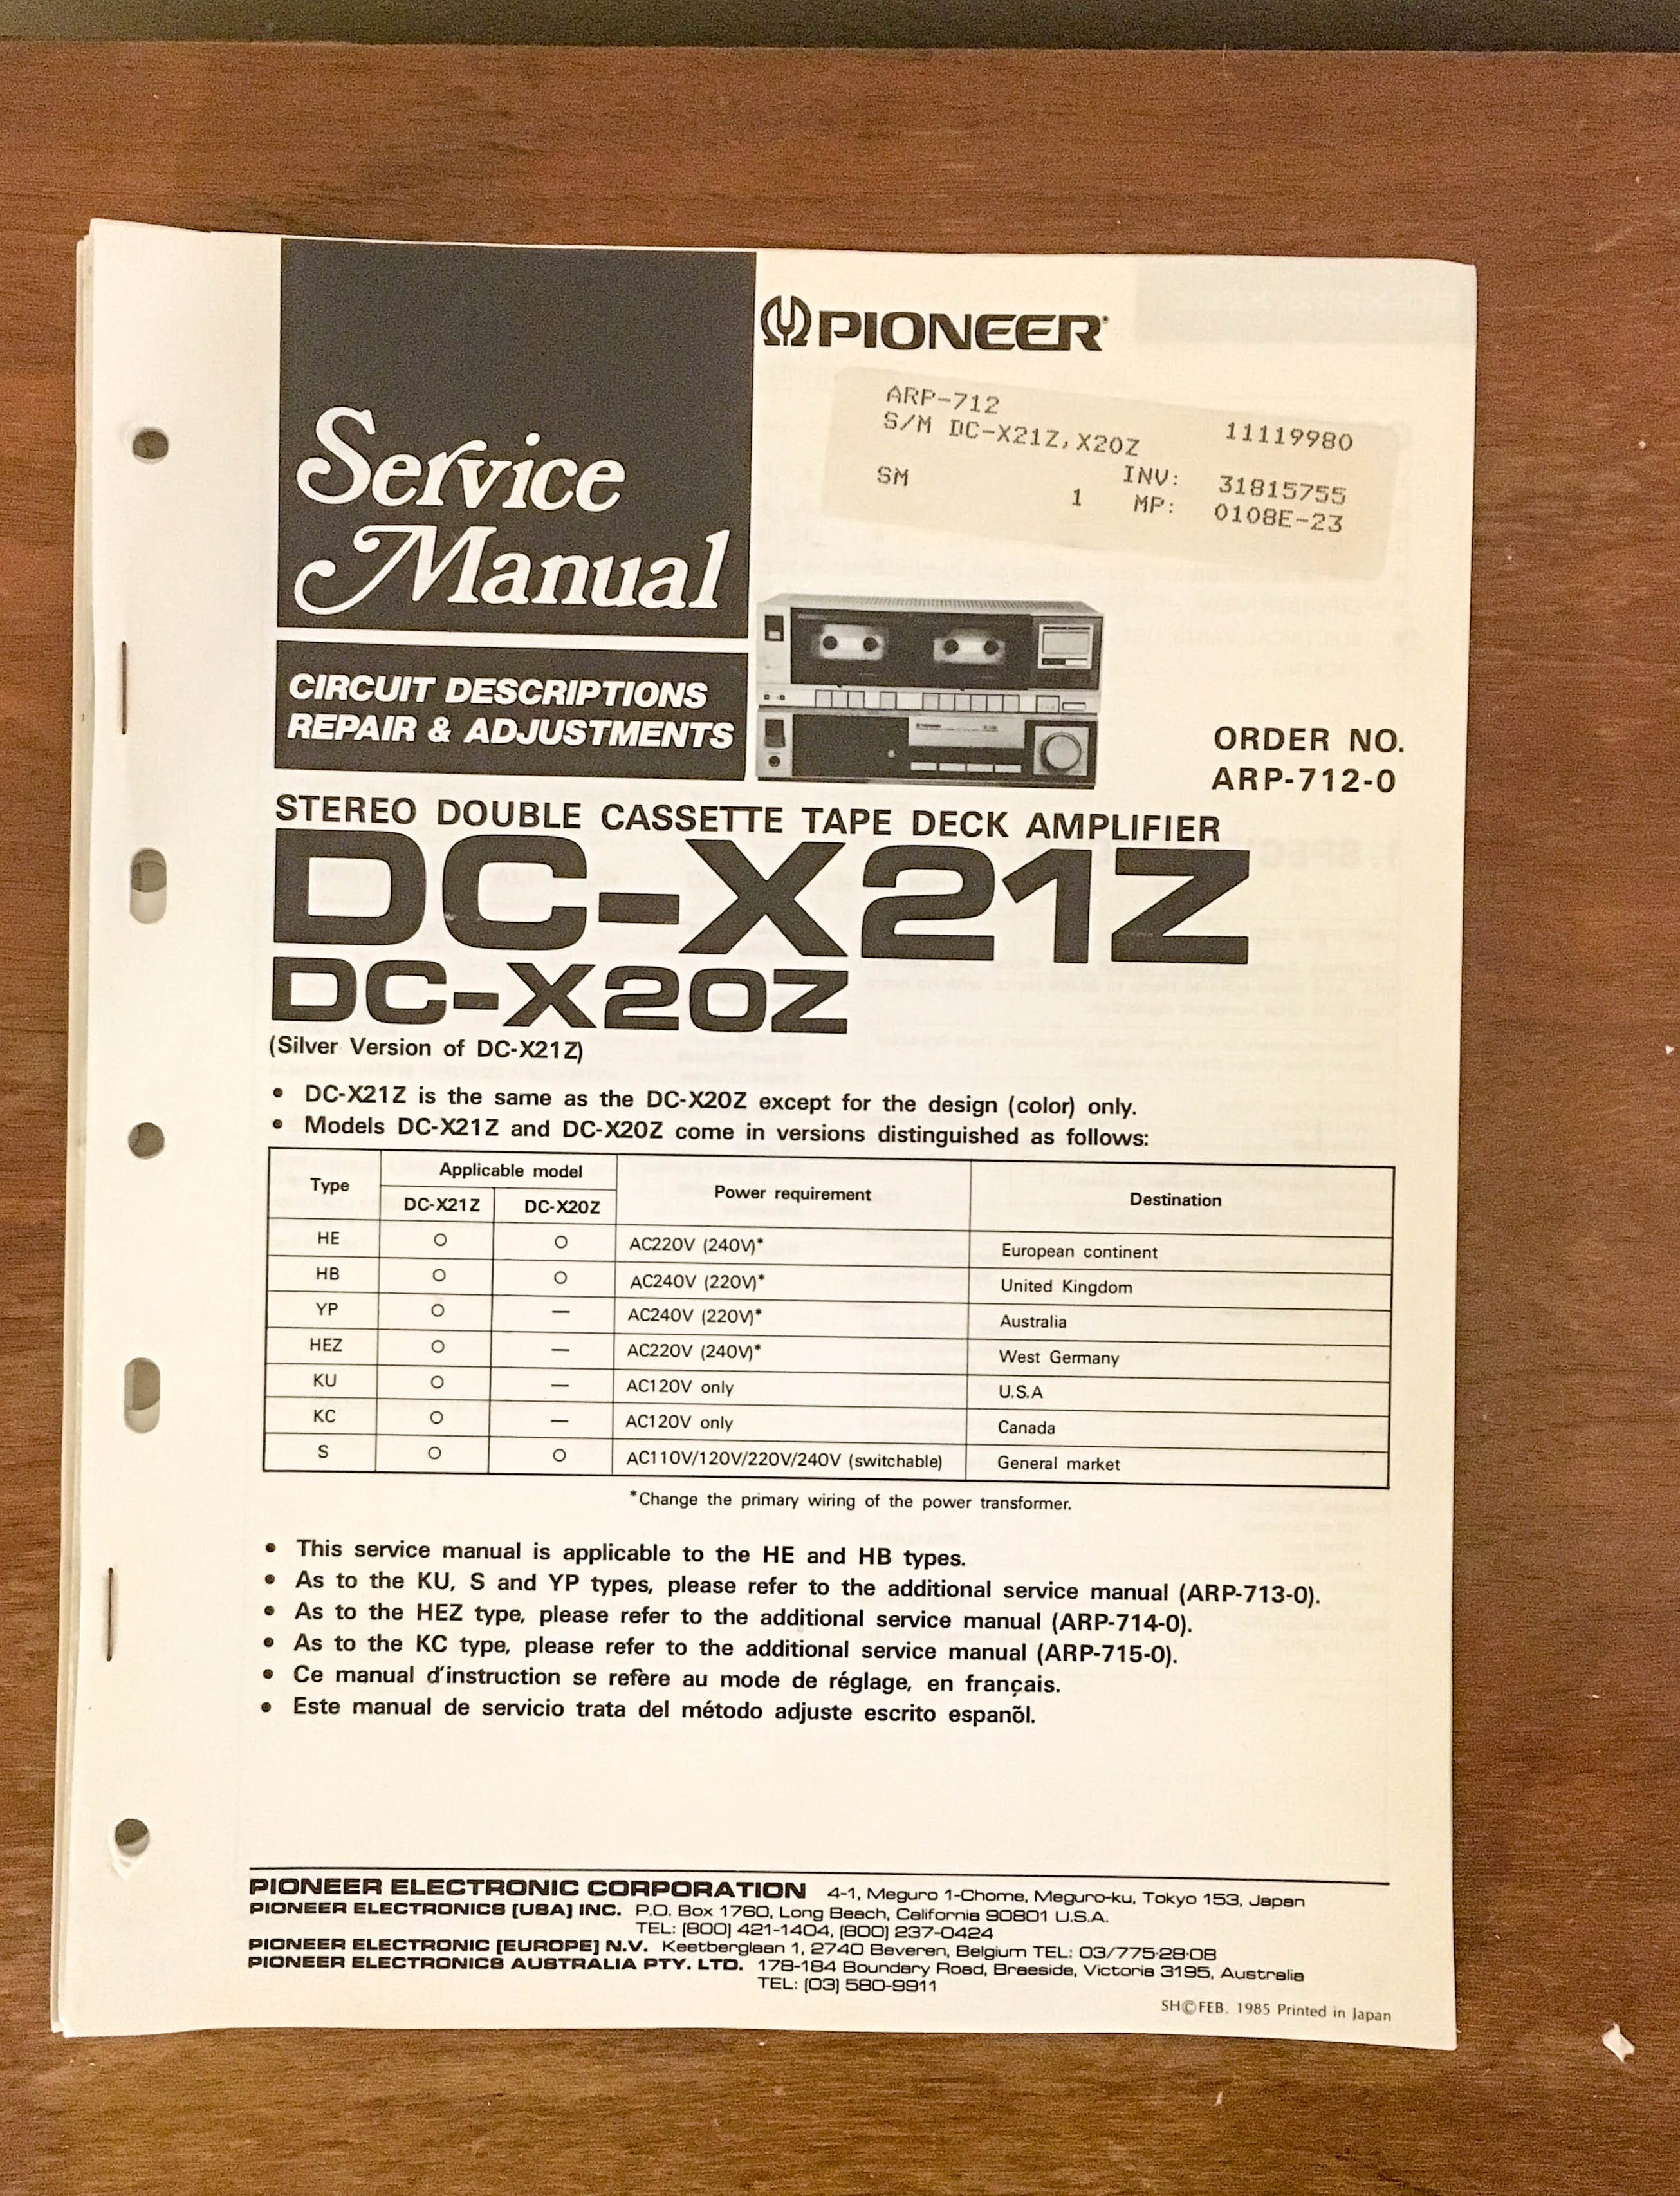 PIONEER
ARP-712
S/M DC-X21Z,X20Z 11119980
SM INV: 31815755
1 MP: 0108E-23
Service
Manual
CIRCUIT DESCRIPTIONS
REPAIR & ADJUSTMENTS
ORDER NO.
ARP-712-0
STEREO DOUBLE CASSETTE TAPE DECK AMPLIFIER
DC-X21Z
DC-X20Z
(Silver Version of DC-X21Z)
• DC-X21Z is the same as the DC-X20Z except for the design (color) only.
• Models DC-X21Z and DC-X20Z come in versions distinguished as follows:
Type Applicable model Power requirement Destination
DC-X21Z DC-X20Z
HE ○ ○ AC220V (240V)* European continent
HB ○ ○ AC240V (220V)* United Kingdom
YP ○ — AC240V (220V)* Australia
HEZ ○ — AC220V (240V)* West Germany
KU ○ — AC120V only U.S.A
KC ○ — AC120V only Canada
S ○ ○ AC110V/120V/220V/240V (switchable) General market
*Change the primary wiring of the power transformer.
• This service manual is applicable to the HE and HB types.
• As to the KU, S and YP types, please refer to the additional service manual (ARP-713-0).
• As to the HEZ type, please refer to the additional service manual (ARP-714-0).
• As to the KC type, please refer to the additional service manual (ARP-715-0).
• Ce manual d'instruction se refère au mode de réglage, en français.
• Este manual de servicio trata del método adjuste escrito espanõl.
PIONEER ELECTRONIC CORPORATION 4-1, Meguro 1-Chome, Meguro-ku, Tokyo 153, Japan
PIONEER ELECTRONICS [USA] INC. P.O. Box 1760, Long Beach, California 90801 U.S.A.
TEL: [800] 421-1404, [800] 237-0424
PIONEER ELECTRONIC [EUROPE] N.V. Keetberglaan 1, 2740 Beveren, Belgium TEL: 03/775-28-08
PIONEER ELECTRONICS AUSTRALIA PTY. LTD. 178-184 Boundary Road, Braeside, Victoria 3195, Australia
TEL: [03] 580-9911
SH©FEB. 1985 Printed in Japan